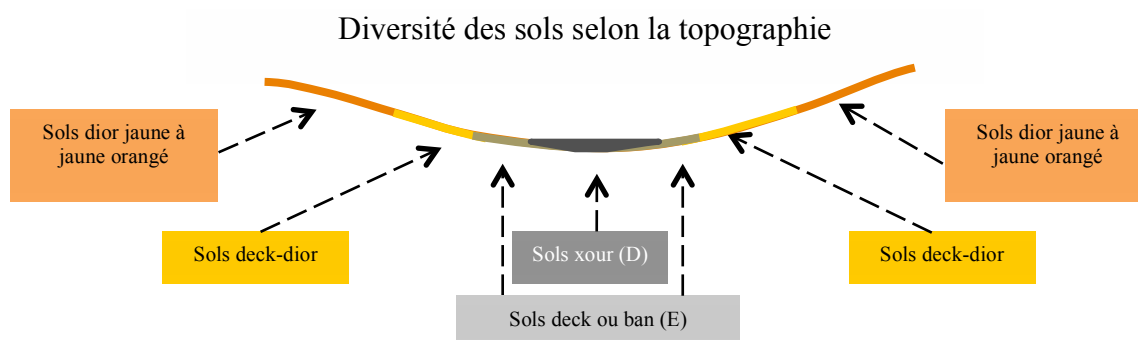 Diversité des sols selon la topographie
Sols dior jaune à
jaune orangé
Sols dior jaune à
jaune orangé
Sols deck-dior
Sols xour (D)
Sols deck-dior
Sols deck ou ban (E)